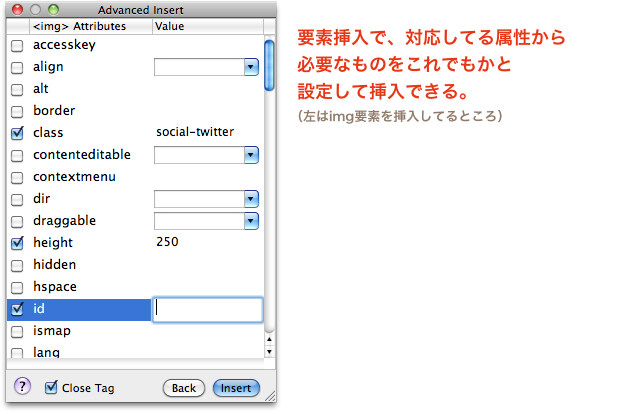 Advanced Insert
<img> Attributes Value
accesskey
align
alt
border
class social-twitter
contenteditable
contextmenu
dir
draggable
height 250
hidden
hspace
id
ismap
lang
? Close Tag Back Insert
要素挿入で、対応してる属性から
必要なものをこれでもかと
設定して挿入できる。
（左はimg要素を挿入してるところ）